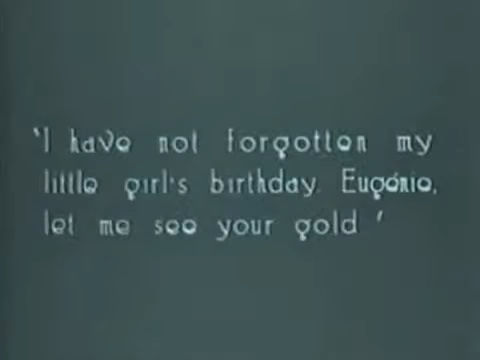 'I have not forgotten my
little girl's birthday. Eugénie,
let me see your gold '